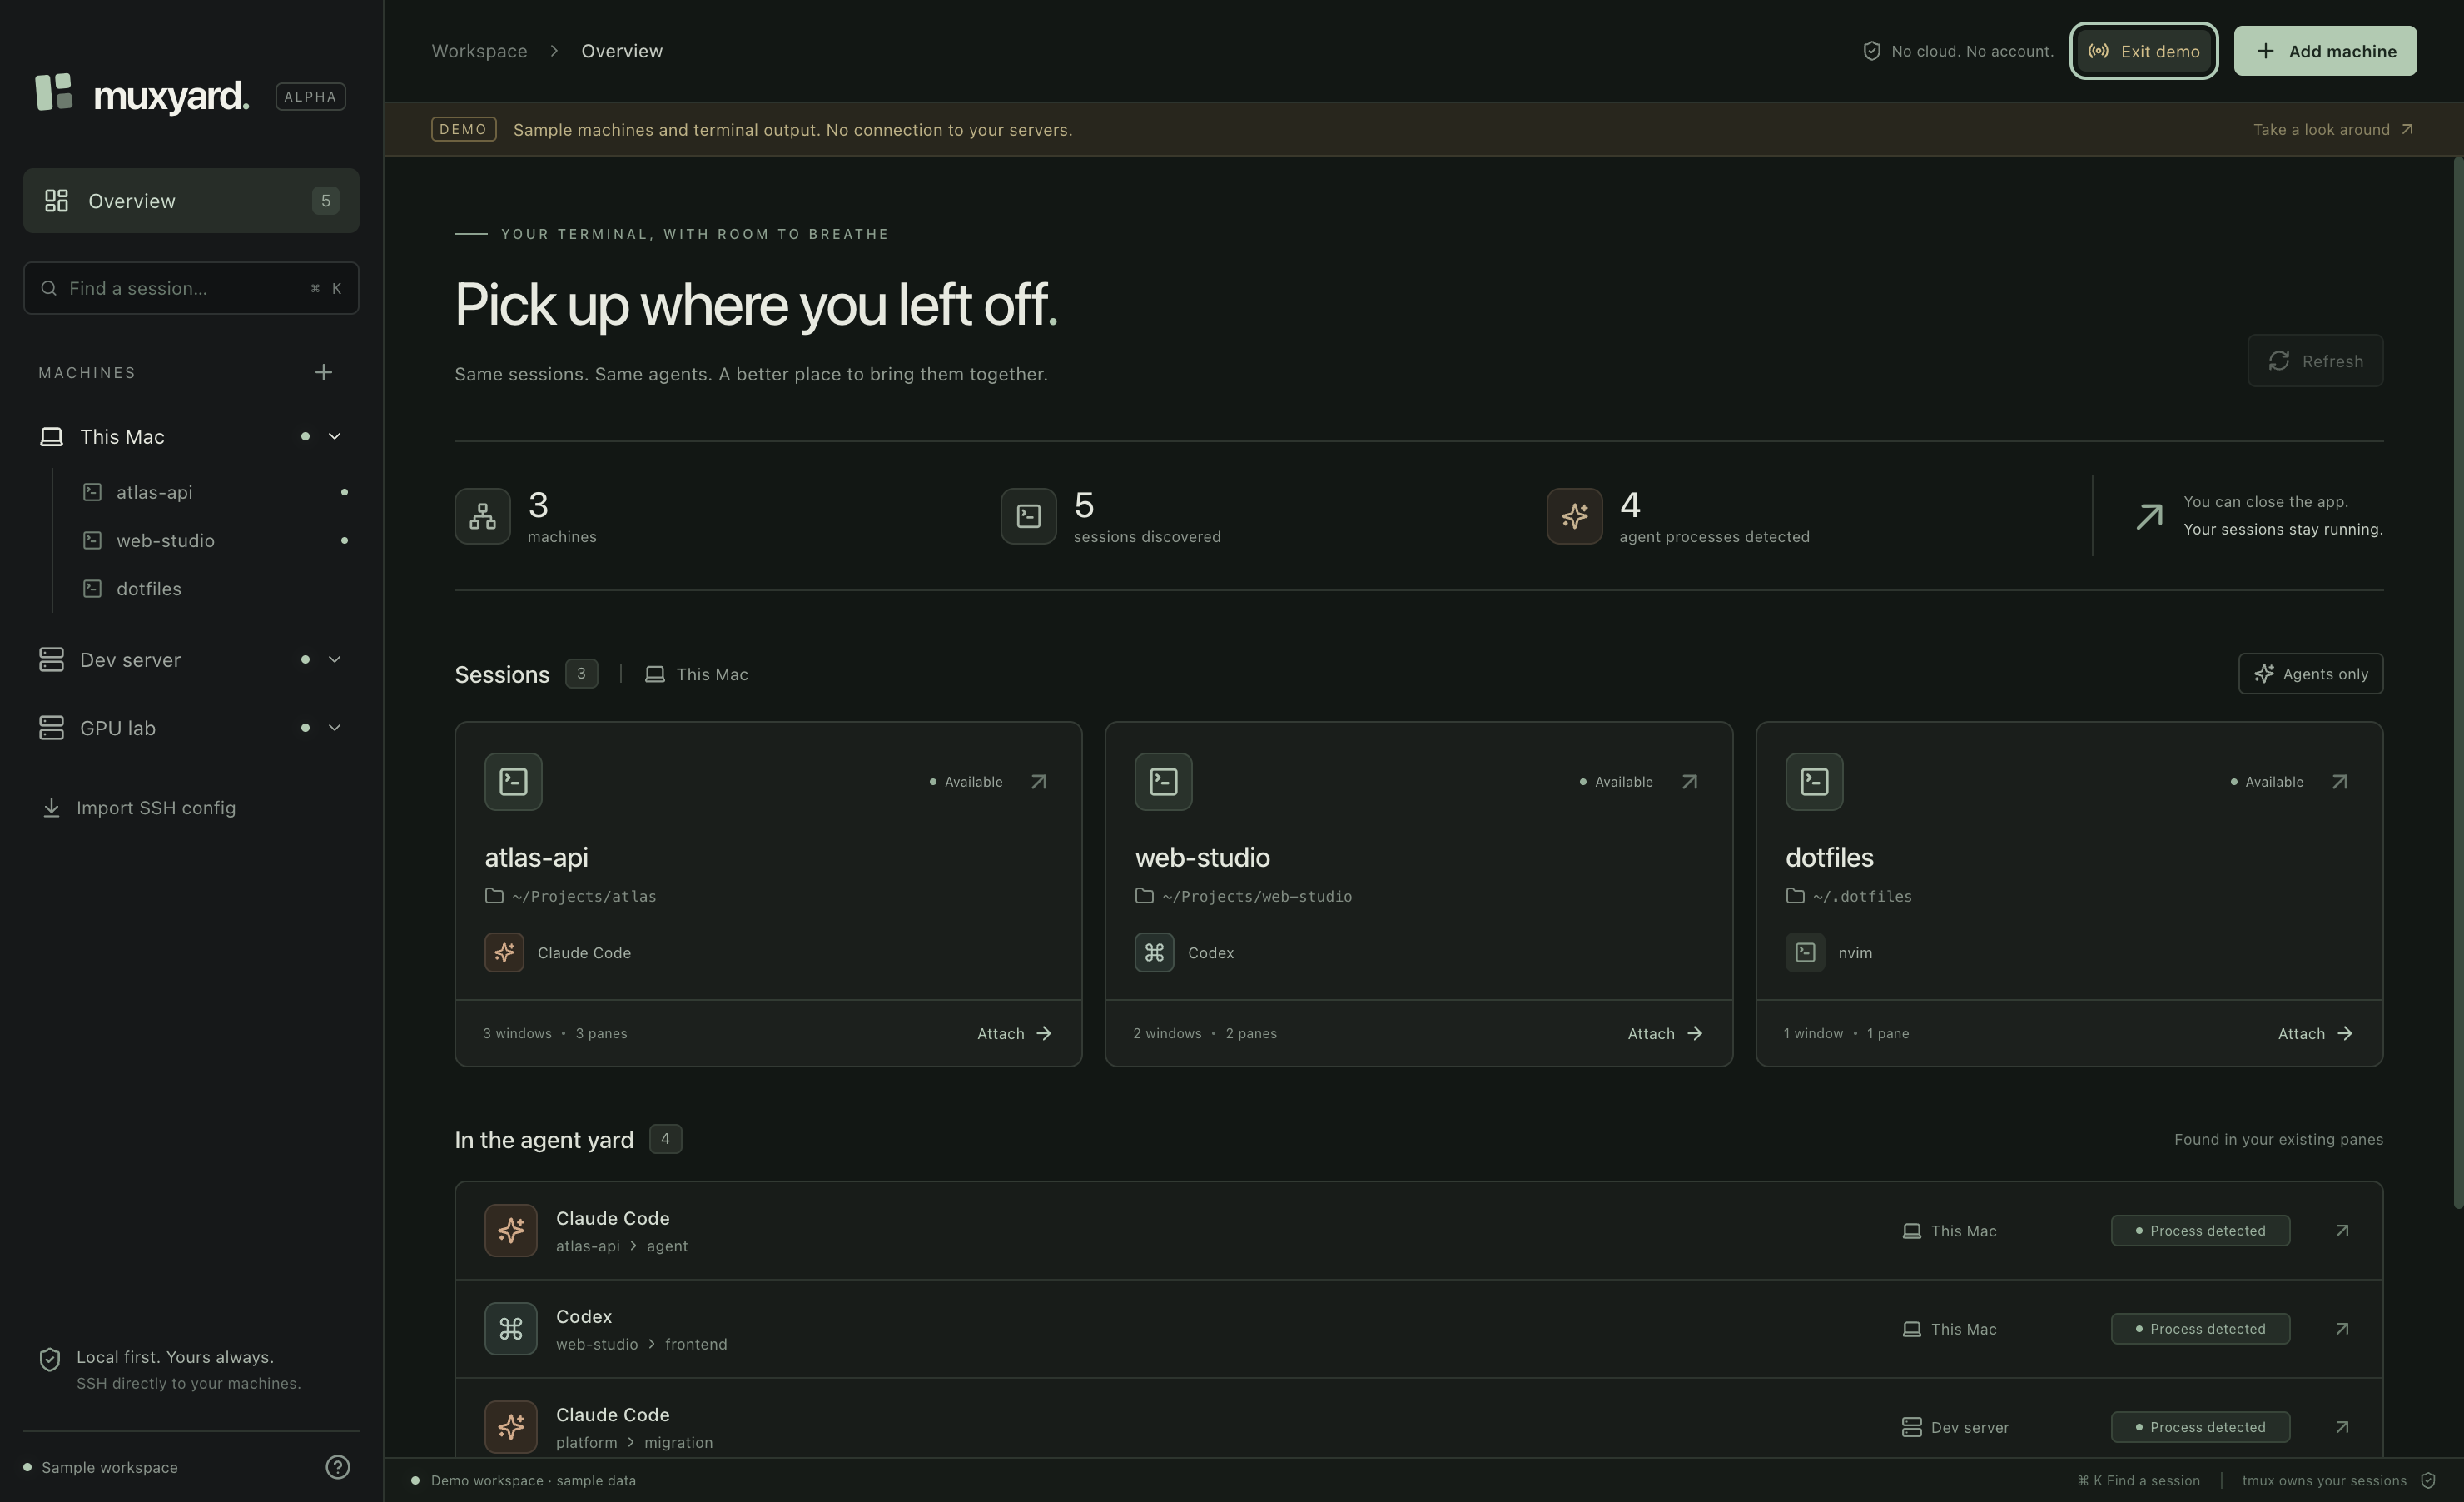 muxyard.
ALPHA
Overview
5
Find a session...
⌘ K
MACHINES
This Mac
atlas-api
web-studio
dotfiles
Dev server
GPU lab
Import SSH config
Local first. Yours always.
SSH directly to your machines.
Sample workspace
Workspace > Overview
No cloud. No account.
Exit demo
Add machine
DEMO
Sample machines and terminal output. No connection to your servers.
Take a look around
YOUR TERMINAL, WITH ROOM TO BREATHE
Pick up where you left off.
Same sessions. Same agents. A better place to bring them together.
Refresh
3
machines
5
sessions discovered
4
agent processes detected
You can close the app.
Your sessions stay running.
Sessions 3
This Mac
Agents only
Available
atlas-api
~/Projects/atlas
Claude Code
3 windows • 3 panes
Attach
Available
web-studio
~/Projects/web-studio
Codex
2 windows • 2 panes
Attach
Available
dotfiles
~/.dotfiles
nvim
1 window • 1 pane
Attach
In the agent yard 4
Found in your existing panes
Claude Code
atlas-api > agent
This Mac
Process detected
Codex
web-studio > frontend
This Mac
Process detected
Claude Code
platform > migration
Dev server
Process detected
Demo workspace · sample data
⌘ K Find a session
tmux owns your sessions